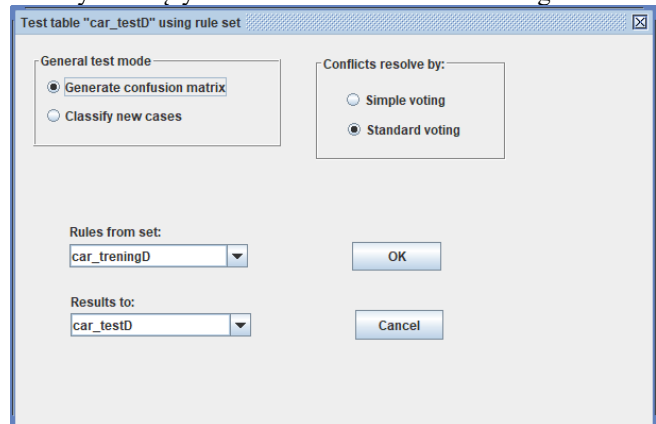 Test table "car_testD" using rule set
General test mode
Generate confusion matrix
Classify new cases
Conflicts resolve by:
Simple voting
Standard voting
Rules from set:
car_treningD
OK
Results to:
car_testD
Cancel